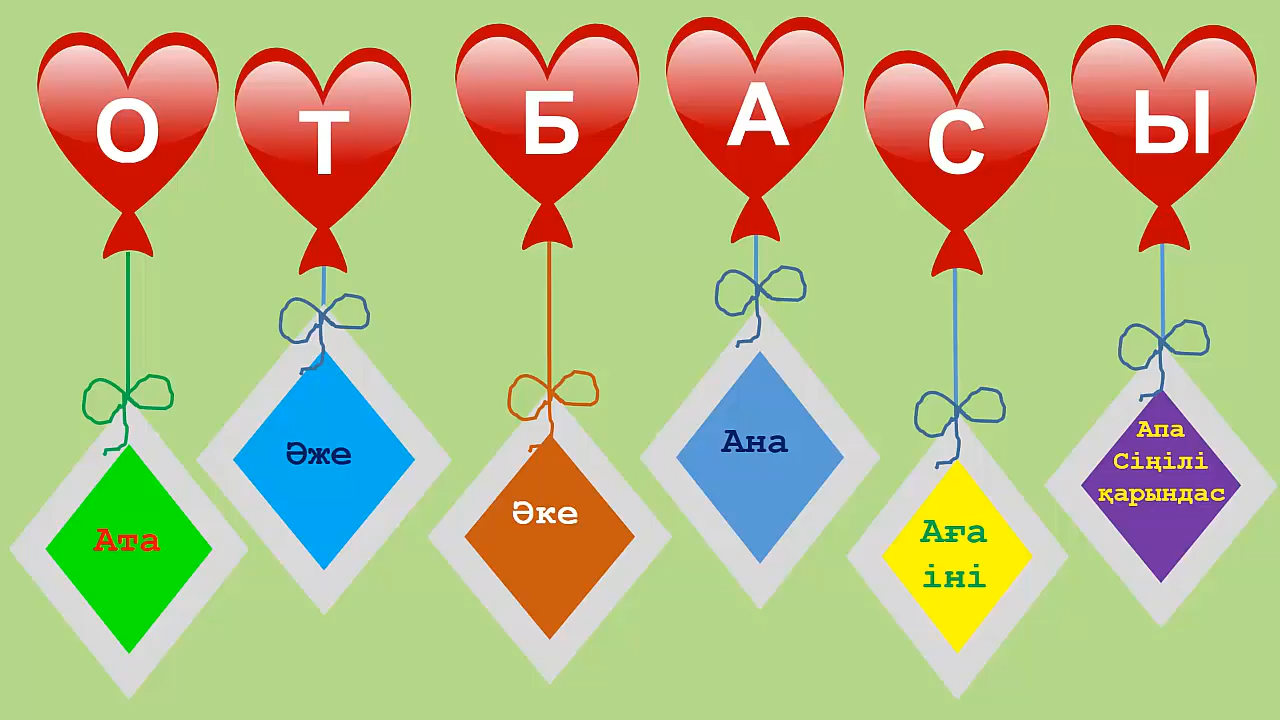 О Т Б А С Ы
Ата
Әже
Әке
Ана
Аға
іні
Апа
Сіңілі
қарындас